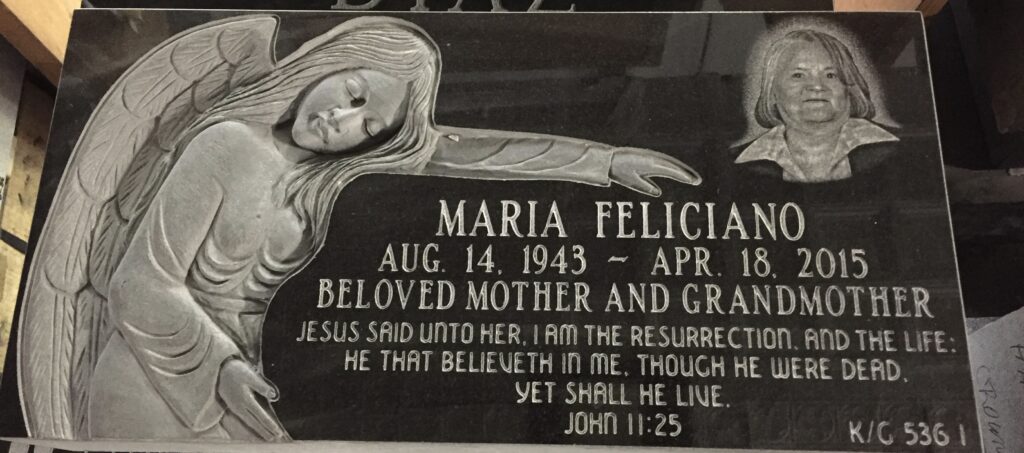 DIAZ
MARIA FELICIANO
AUG. 14, 1943 ~ APR. 18, 2015
BELOVED MOTHER AND GRANDMOTHER
JESUS SAID UNTO HER, I AM THE RESURRECTION, AND THE LIFE:
HE THAT BELIEVETH IN ME, THOUGH HE WERE DEAD,
YET SHALL HE LIVE.
JOHN 11:25
K/G 536 1